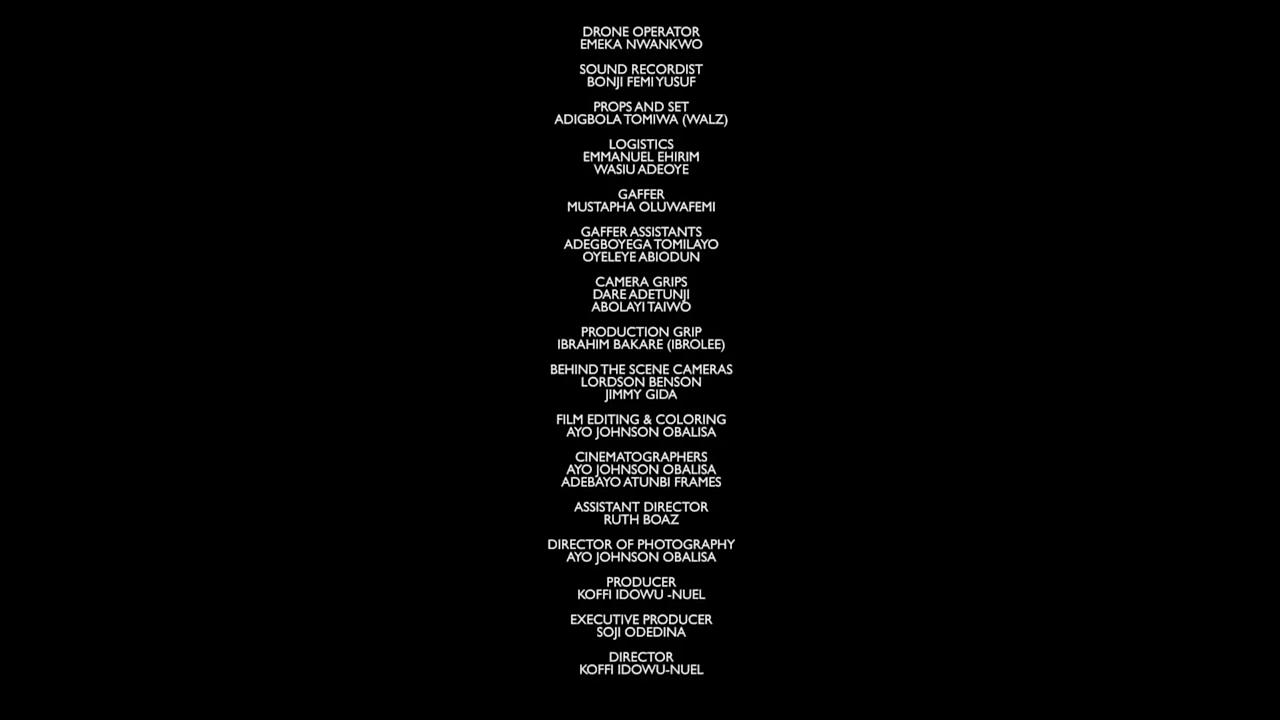 DRONE OPERATOR
EMEKA NWANKWO
SOUND RECORDIST
BONJI FEMI YUSUF
PROPS AND SET
ADIGBOLA TOMIWA (WALZ)
LOGISTICS
EMMANUEL EHIRIM
WASIU ADEOYE
GAFFER
MUSTAPHA OLUWAFEMI
GAFFER ASSISTANTS
ADEGBOYEGA TOMILAYO
OYELEYE ABIODUN
CAMERA GRIPS
DARE ADETUNJI
ABOLAYI TAIWO
PRODUCTION GRIP
IBRAHIM BAKARE (IBROLEE)
BEHIND THE SCENE CAMERAS
LORDSON BENSON
JIMMY GIDA
FILM EDITING & COLORING
AYO JOHNSON OBALISA
CINEMATOGRAPHERS
AYO JOHNSON OBALISA
ADEBAYO ATUNBI FRAMES
ASSISTANT DIRECTOR
RUTH BOAZ
DIRECTOR OF PHOTOGRAPHY
AYO JOHNSON OBALISA
PRODUCER
KOFFI IDOWU -NUEL
EXECUTIVE PRODUCER
SOJI ODEDINA
DIRECTOR
KOFFI IDOWU-NUEL